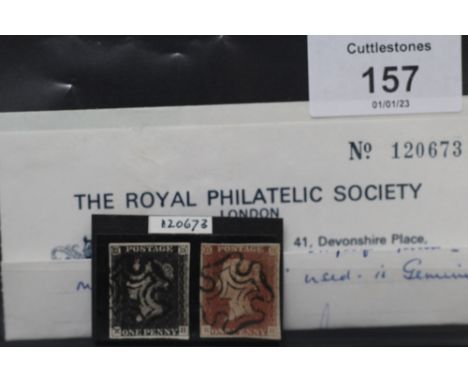 Cuttlestones
157
01/01/23
Nº 120673
THE ROYAL PHILATELIC SOCIETY
LONDON
120673
41, Devonshire Place,
used is Genuine
POSTAGE POSTAGE
ONE PENNY ONE PENNY